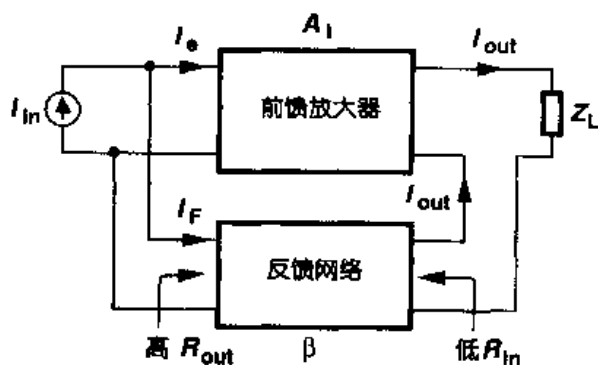 A_I
I_e
I_out
I_in
前馈放大器
Z_L
I_out
I_F
反馈网络
高 R_out
β
低R_in